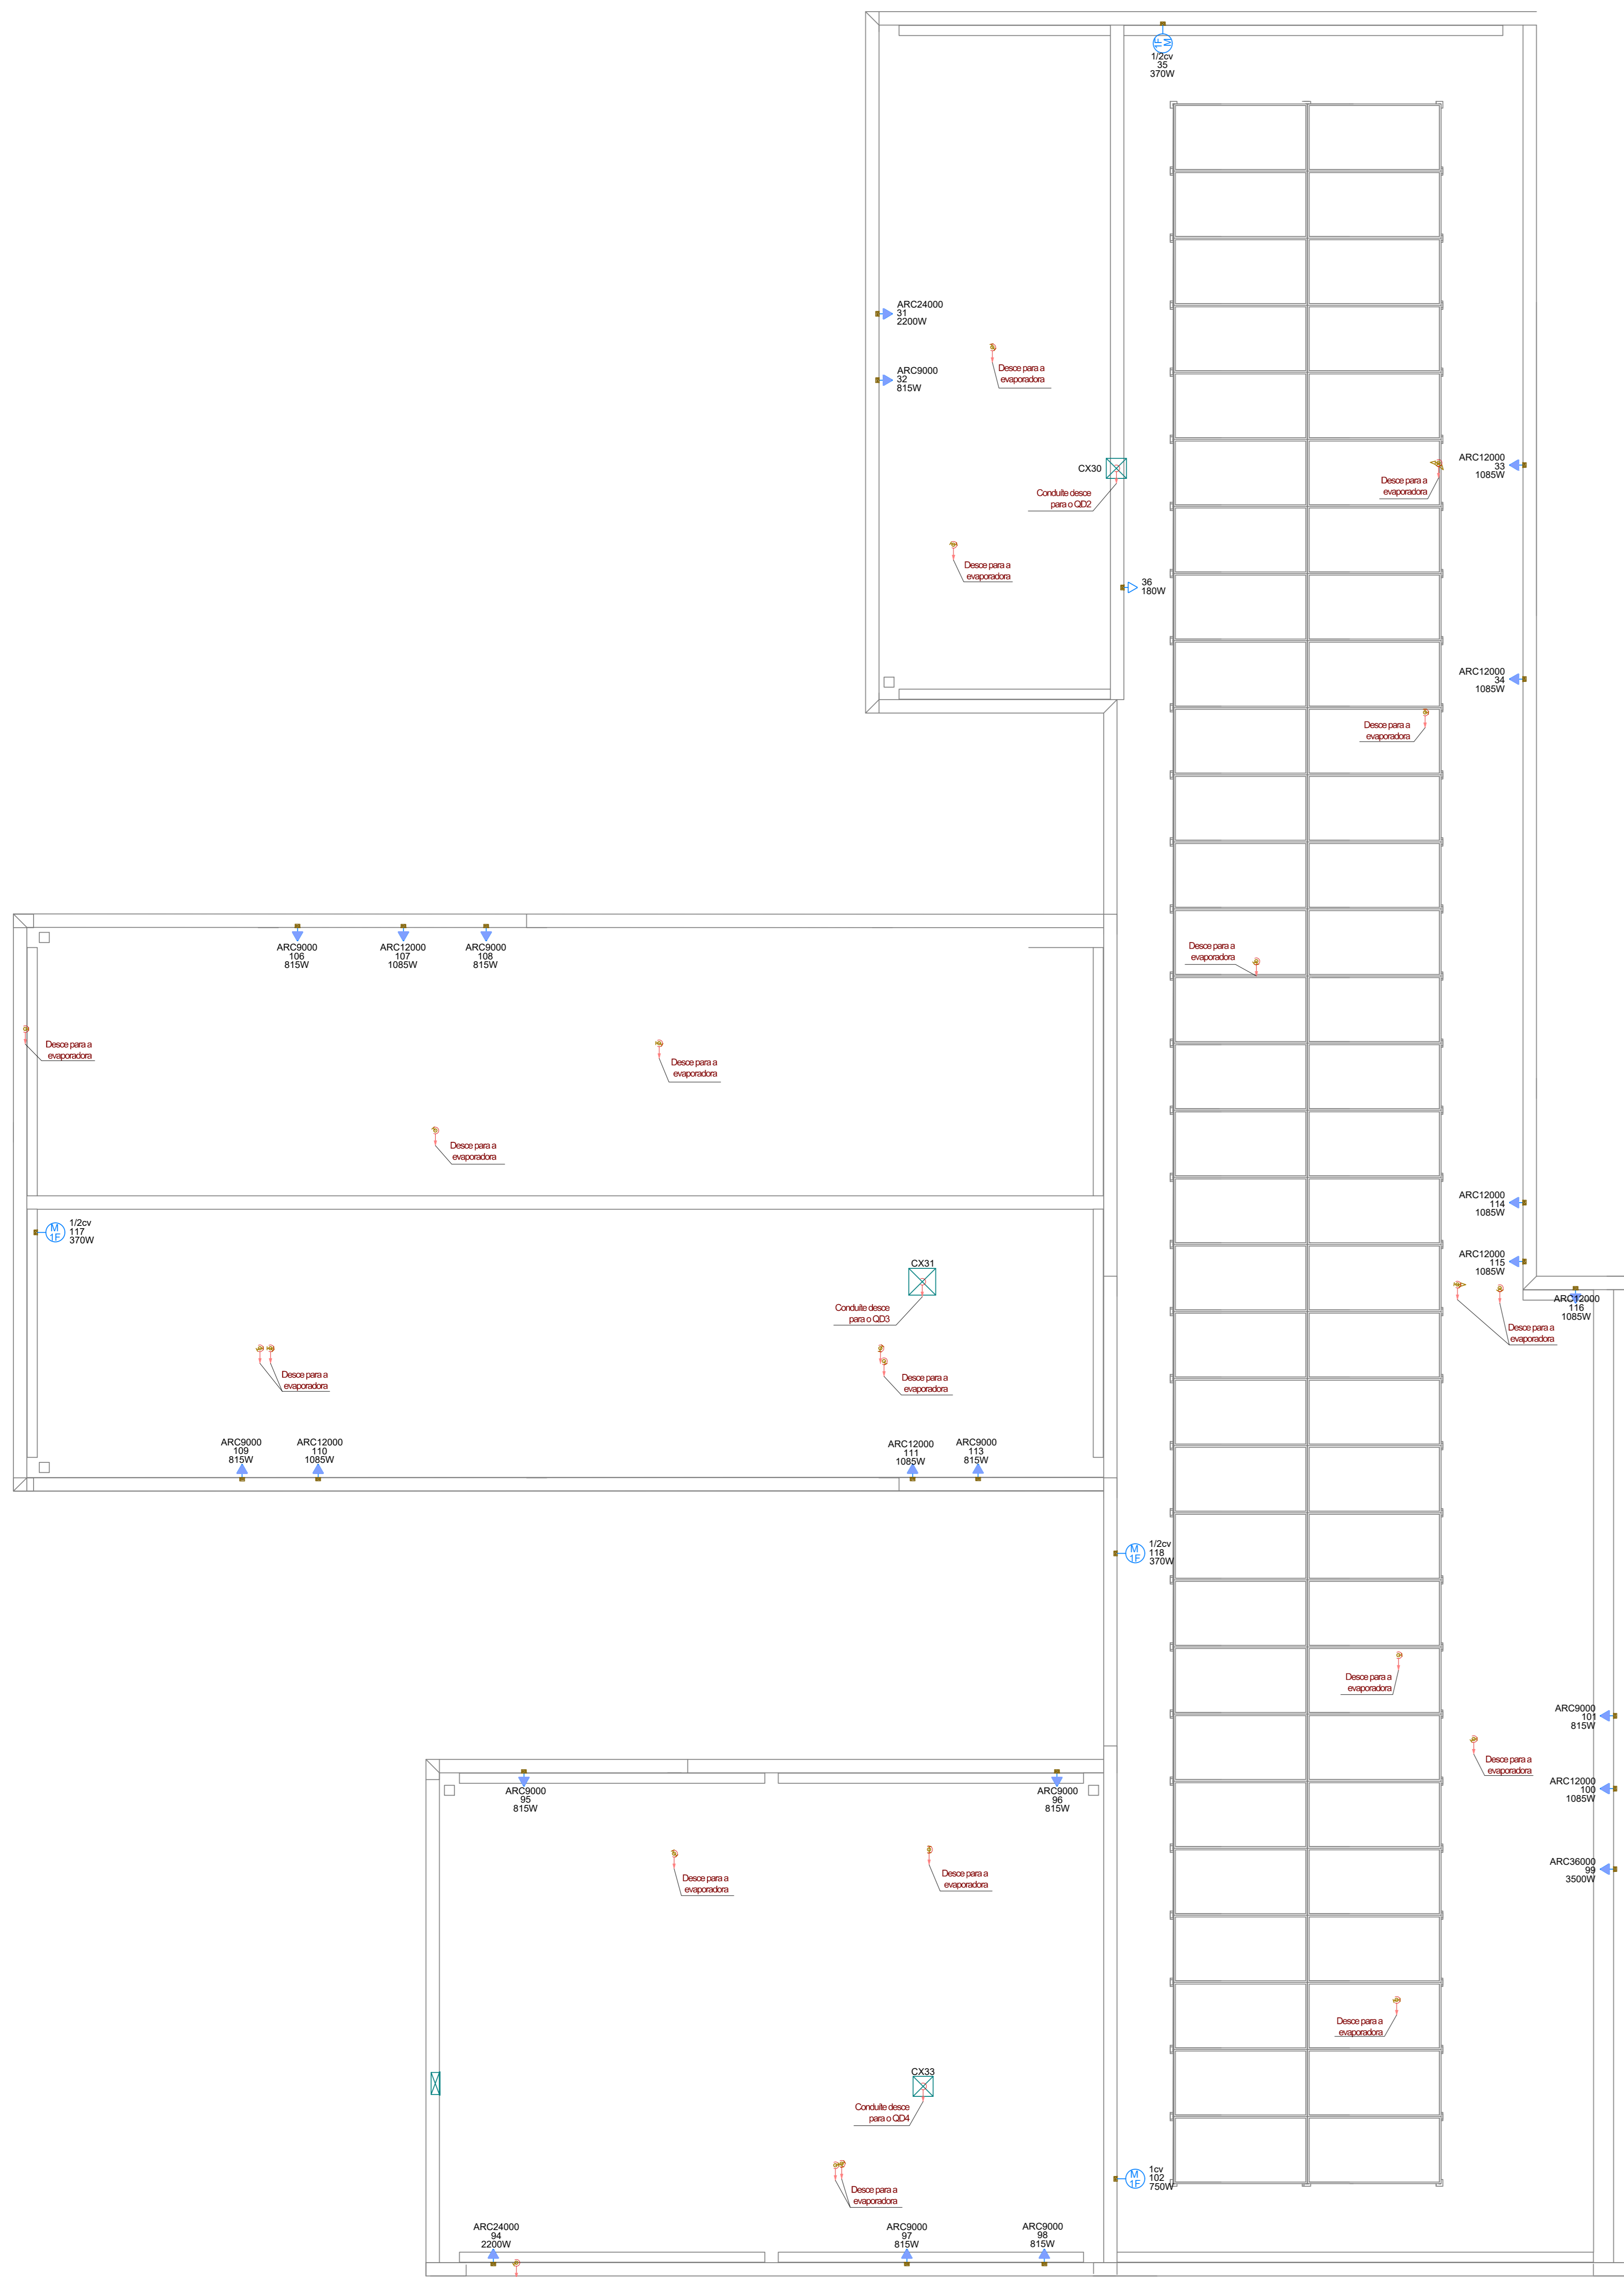 1F
M
1/2cv
35
370W
ARC24000
31
2200W
Desce para a
evaporadora
ARC9000
32
815W
CX30
Conduíte desce
para o QD2
ARC12000
33
1085W
Desce para a
evaporadora
Desce para a
evaporadora
36
180W
ARC12000
34
1085W
Desce para a
evaporadora
ARC9000
106
815W
ARC12000
107
1085W
ARC9000
108
815W
Desce para a
evaporadora
Desce para a
evaporadora
Desce para a
evaporadora
Desce para a
evaporadora
M
1F
1/2cv
117
370W
ARC12000
114
1085W
CX31
Conduíte desce
para o QD3
ARC12000
115
1085W
ARC12000
116
1085W
Desce para a
evaporadora
Desce para a
evaporadora
Desce para a
evaporadora
ARC9000
109
815W
ARC12000
110
1085W
ARC12000
111
1085W
ARC9000
113
815W
M
1F
1/2cv
118
370W
Desce para a
evaporadora
ARC9000
101
815W
Desce para a
evaporadora
ARC12000
100
1085W
ARC9000
95
815W
ARC9000
96
815W
ARC36000
99
3500W
Desce para a
evaporadora
Desce para a
evaporadora
Desce para a
evaporadora
CX33
Conduíte desce
para o QD4
M
1F
1cv
102
750W
Desce para a
evaporadora
ARC24000
94
2200W
ARC9000
97
815W
ARC9000
98
815W